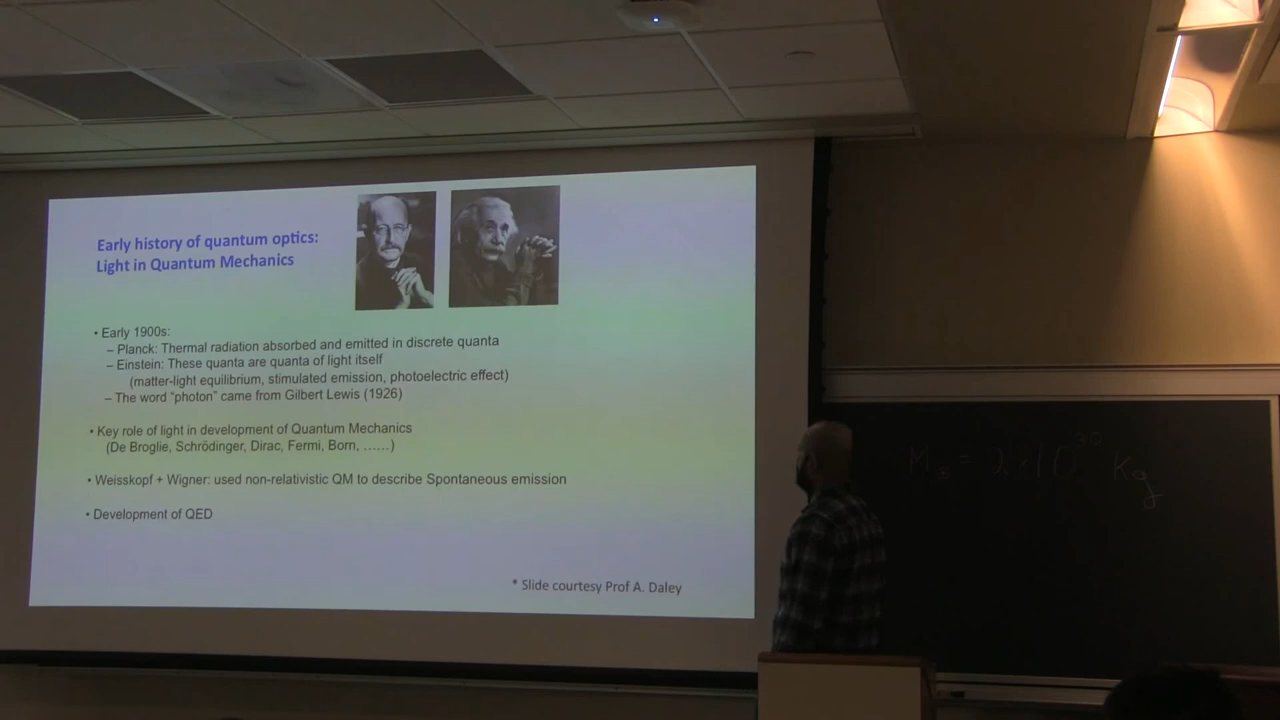 Early history of quantum optics:
Light in Quantum Mechanics
• Early 1900s:
– Planck: Thermal radiation absorbed and emitted in discrete quanta
– Einstein: These quanta are quanta of light itself
(matter-light equilibrium, stimulated emission, photoelectric effect)
– The word “photon” came from Gilbert Lewis (1926)
• Key role of light in development of Quantum Mechanics
(De Broglie, Schrödinger, Dirac, Fermi, Born, ......)
• Weisskopf + Wigner: used non-relativistic QM to describe Spontaneous emission
• Development of QED
* Slide courtesy Prof A. Daley
Kg